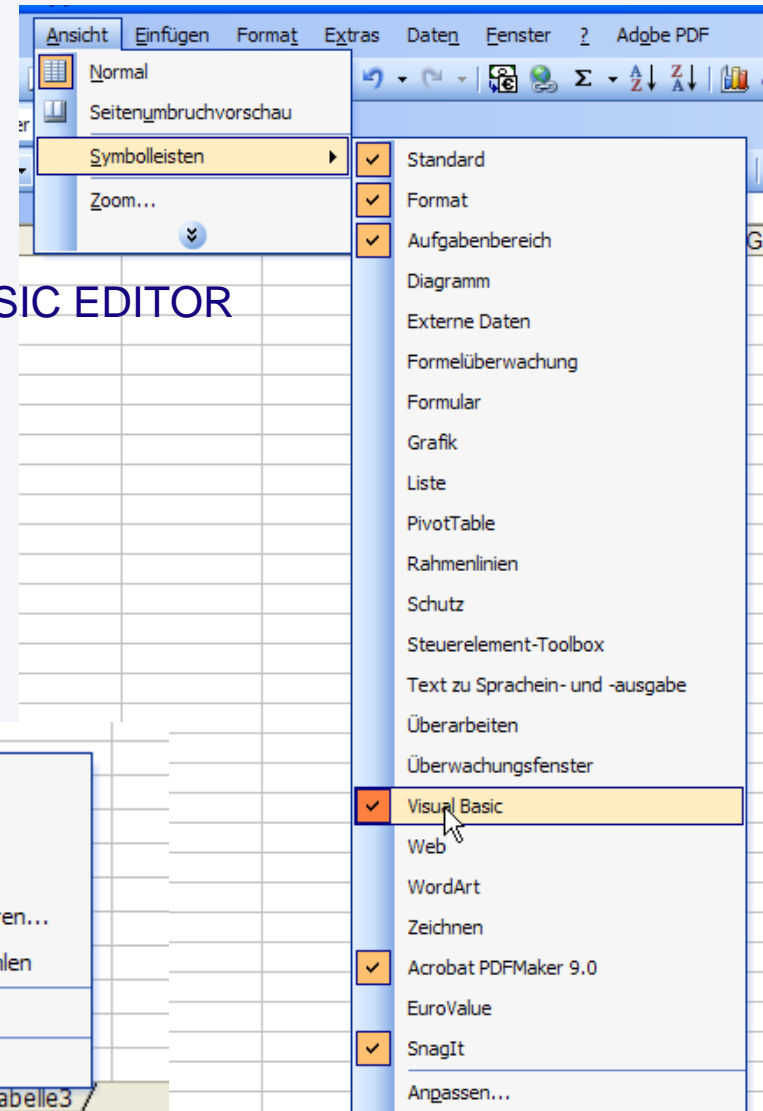 Ansicht Einfügen Format Extras Daten Fenster ? Adobe PDF
Normal
Seitenumbruchvorschau
Symbolleisten
Zoom...
Standard
Format
Aufgabenbereich
Diagramm
Externe Daten
Formelüberwachung
Formular
Grafik
Liste
PivotTable
Rahmenlinien
Schutz
Steuerelement-Toolbox
Text zu Sprachein- und -ausgabe
Überarbeiten
Überwachungsfenster
Visual Basic
Web
WordArt
Zeichnen
Acrobat PDFMaker 9.0
EuroValue
SnagIt
Anpassen...
SIC EDITOR
en...
len
abelle3
G